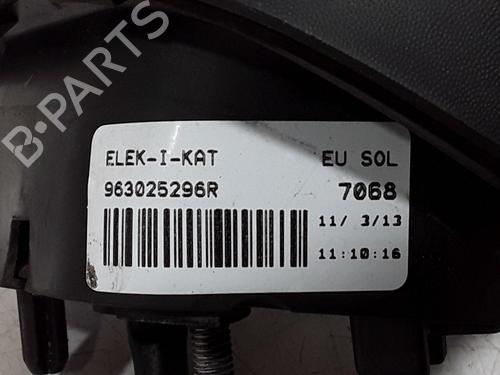 B-PARTS
ELEK-I-KAT EU SOL
963025296R 7068
11/ 3/13
11:10:16